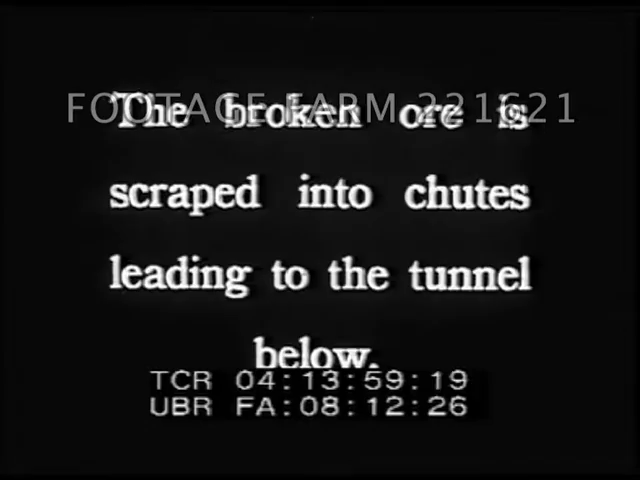 FOOTAGE FARM 221621
The broken ore is
scraped into chutes
leading to the tunnel
below.
TCR 04:13:59:19
UBR FA:08:12:26